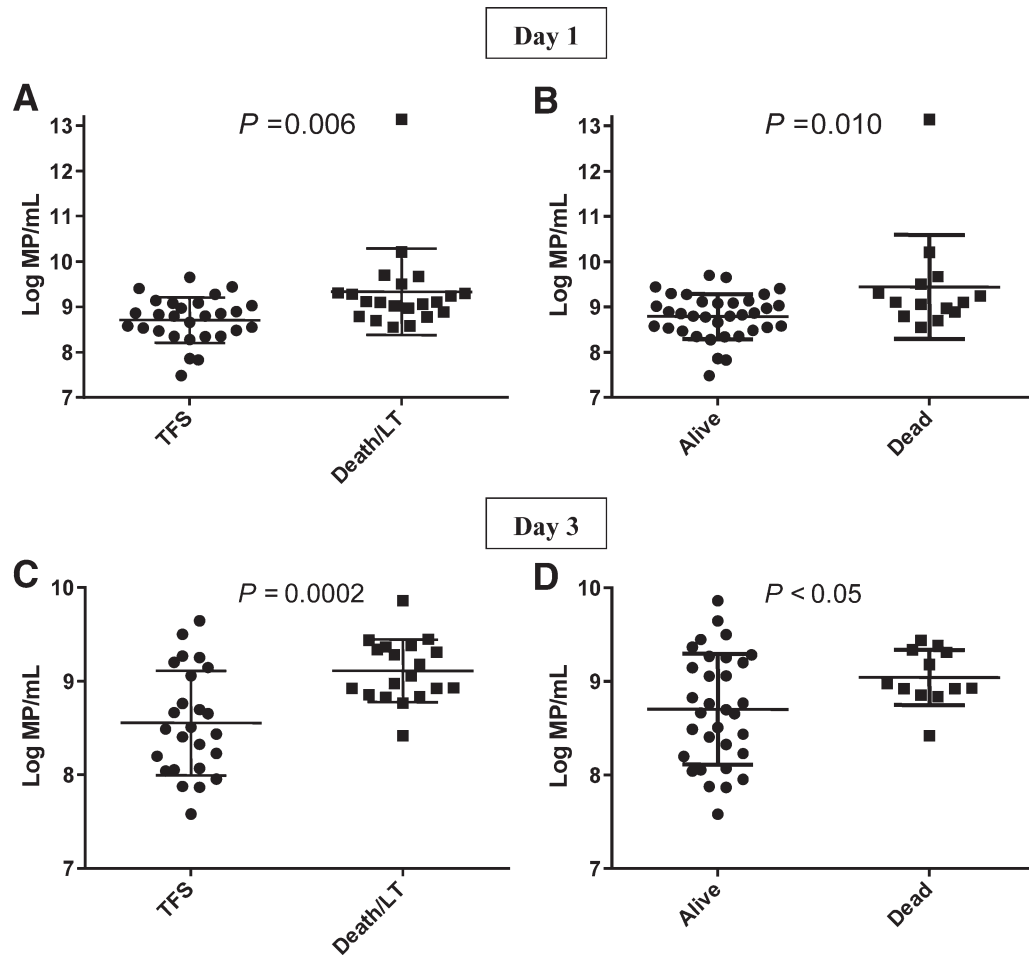 Day 1
A
B
P =0.006
P =0.010
Log MP/mL
13
12
11
10
9
8
7
TFS
Death/LT
Log MP/mL
13
12
11
10
9
8
7
Alive
Dead
Day 3
C
D
P = 0.0002
P < 0.05
Log MP/mL
10
9
8
7
TFS
Death/LT
Log MP/mL
10
9
8
7
Alive
Dead